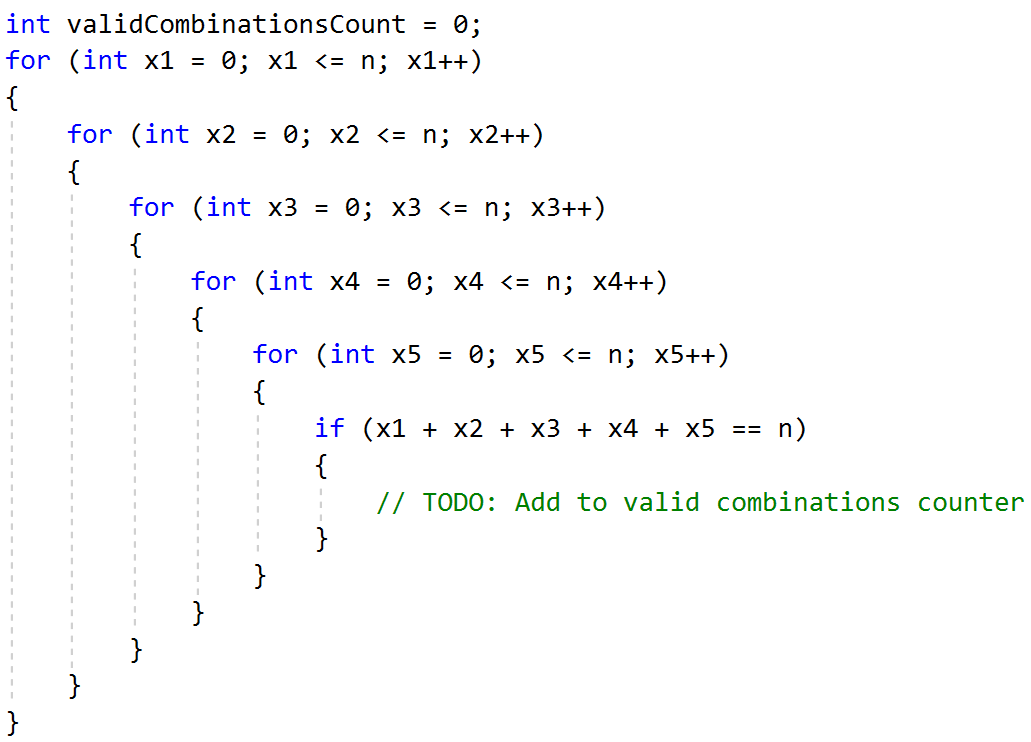 int validCombinationsCount = 0;
for (int x1 = 0; x1 <= n; x1++)
{
    for (int x2 = 0; x2 <= n; x2++)
    {
        for (int x3 = 0; x3 <= n; x3++)
        {
            for (int x4 = 0; x4 <= n; x4++)
            {
                for (int x5 = 0; x5 <= n; x5++)
                {
                    if (x1 + x2 + x3 + x4 + x5 == n)
                    {
                        // TODO: Add to valid combinations counter
                    }
                }
            }
        }
    }
}